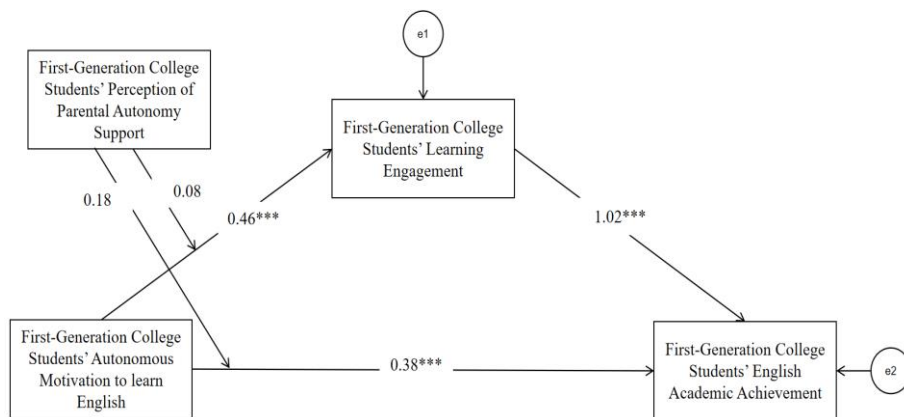 e1
First-Generation College
Students' Perception of
Parental Autonomy
Support
First-Generation College
Students' Learning
Engagement
0.18
0.08
0.46***
1.02***
First-Generation College
Students' Autonomous
Motivation to learn
English
0.38***
First-Generation College
Students' English
Academic Achievement
e2